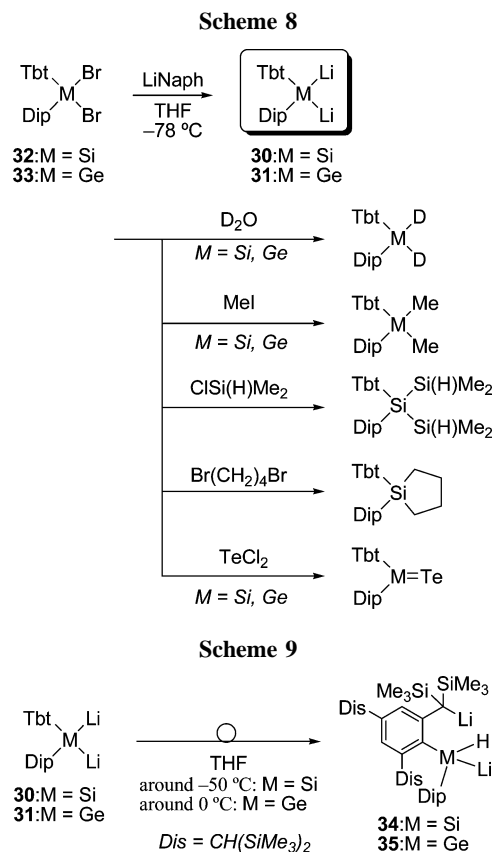 Scheme 8
Tbt Br
M
Dip Br
32:M = Si
33:M = Ge
LiNaph
THF
–78 ºC
Tbt Li
M
Dip Li
30:M = Si
31:M = Ge
D2O
M = Si, Ge
Tbt D
M
Dip D
MeI
M = Si, Ge
Tbt Me
M
Dip Me
ClSi(H)Me2
Tbt Si(H)Me2
Si
Dip Si(H)Me2
Br(CH2)4Br
Tbt
Si
Dip
TeCl2
M = Si, Ge
Tbt
M=Te
Dip
Scheme 9
Tbt Li
M
Dip Li
30:M = Si
31:M = Ge
THF
around –50 ºC: M = Si
around 0 ºC: M = Ge
Dis = CH(SiMe3)2
Me3Si SiMe3
Dis Li
H
M
Li
Dis
Dip
34:M = Si
35:M = Ge